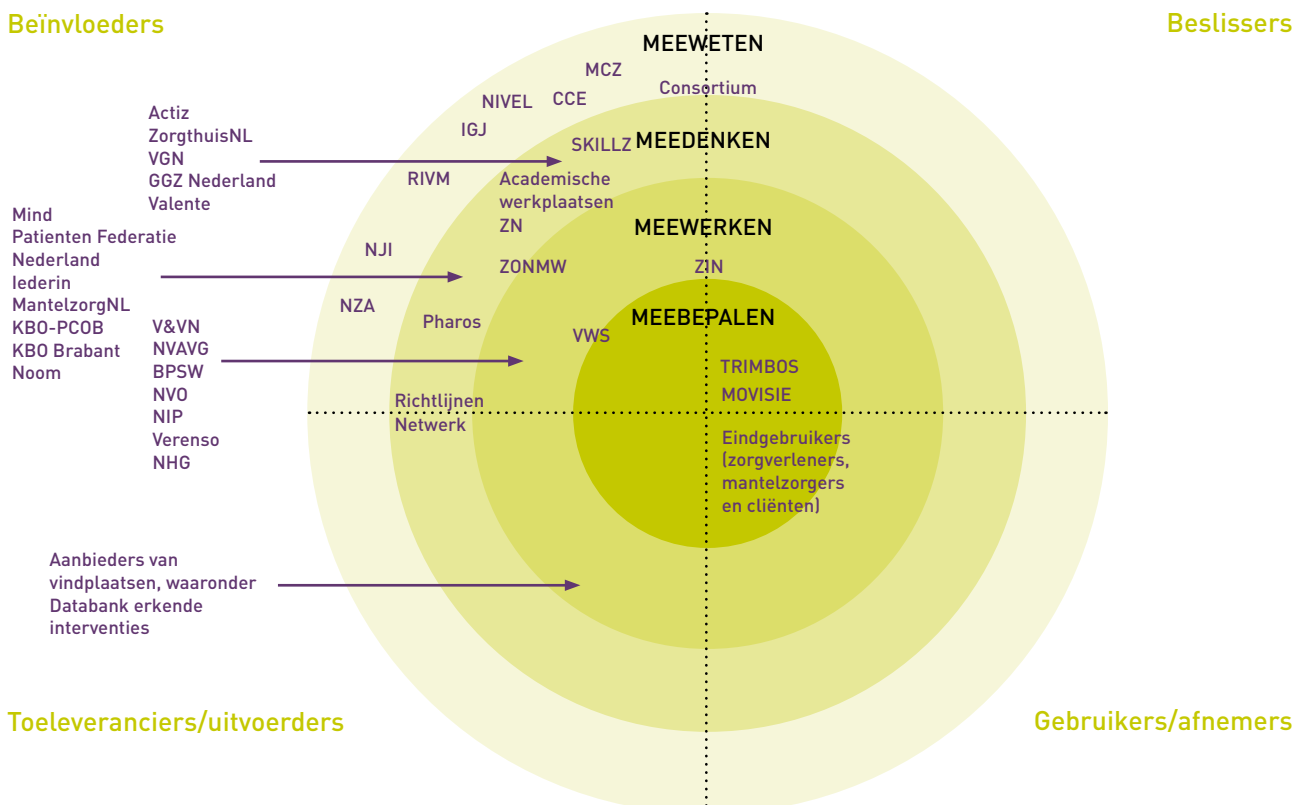 Beïnvloeders
Beslissers
MEEWETEN
MCZ
Consortium
CCE
NIVEL
IGJ
Actiz
ZorgthuisNL
VGN
GGZ Nederland
Valente
SKILLZ
MEEDENKEN
RIVM
Academische
werkplaatsen
ZN
Mind
Patienten Federatie
Nederland
Iederin
MantelzorgNL
KBO-PCOB
KBO Brabant
Noom
NJI
MEEWERKEN
ZONMW
ZIN
NZA
Pharos
MEEBEPALEN
VWS
V&VN
NVAVG
BPSW
NVO
NIP
Verenso
NHG
TRIMBOS
MOVISIE
Richtlijnen
Netwerk
Eindgebruikers
(zorgverleners,
mantelzorgers
en cliënten)
Aanbieders van
vindplaatsen, waaronder
Databank erkende
interventies
Toeleveranciers/uitvoerders
Gebruikers/afnemers